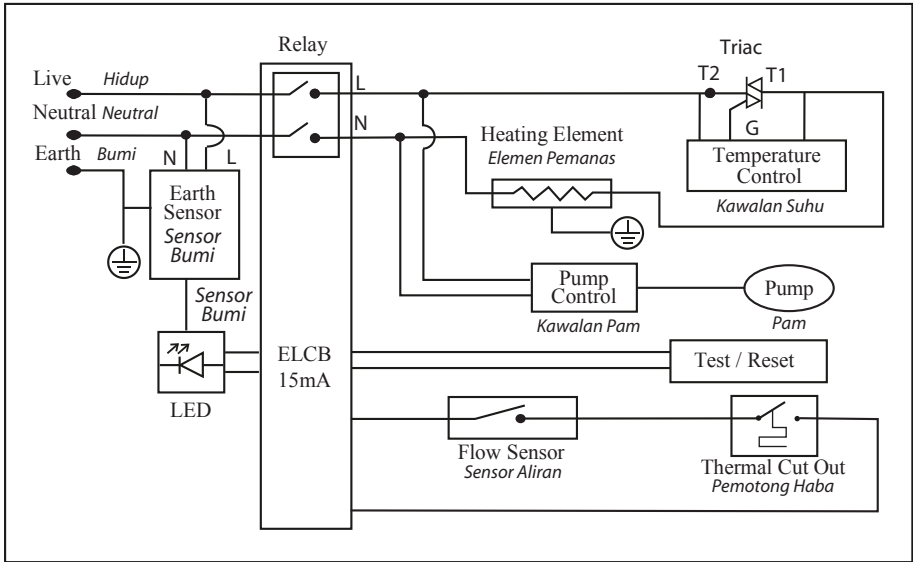 Relay
Triac
Live Hidup
L
T2
T1
Neutral Neutral
N
Heating Element
Elemen Pemanas
G
Earth Bumi
N
L
Temperature
Control
Kawalan Suhu
Earth
Sensor
Sensor
Bumi
Pump
Control
Kawalan Pam
Pump
Pam
Sensor
Bumi
ELCB
15mA
Test / Reset
LED
Flow Sensor
Sensor Aliran
Thermal Cut Out
Pemotong Haba